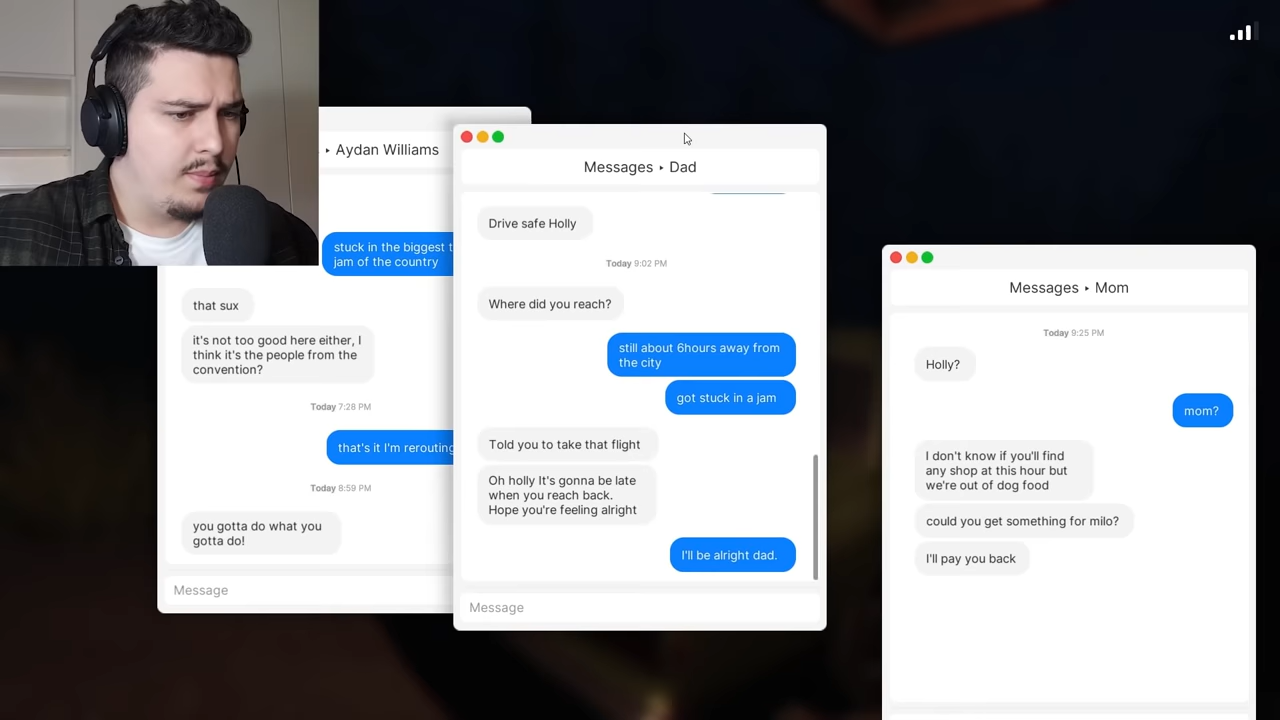 ▸ Aydan Williams
stuck in the biggest
jam of the country
that sux
it's not too good here either, I
think it's the people from the
convention?
Today 7:28 PM
that's it I'm rerouting
Today 8:59 PM
you gotta do what you
gotta do!
Message
Messages ▸ Dad
Drive safe Holly
Today 9:02 PM
Where did you reach?
still about 6hours away from
the city
got stuck in a jam
Told you to take that flight
Oh holly It's gonna be late
when you reach back.
Hope you're feeling alright
I'll be alright dad.
Message
Messages ▸ Mom
Today 9:25 PM
Holly?
mom?
I don't know if you'll find
any shop at this hour but
we're out of dog food
could you get something for milo?
I'll pay you back